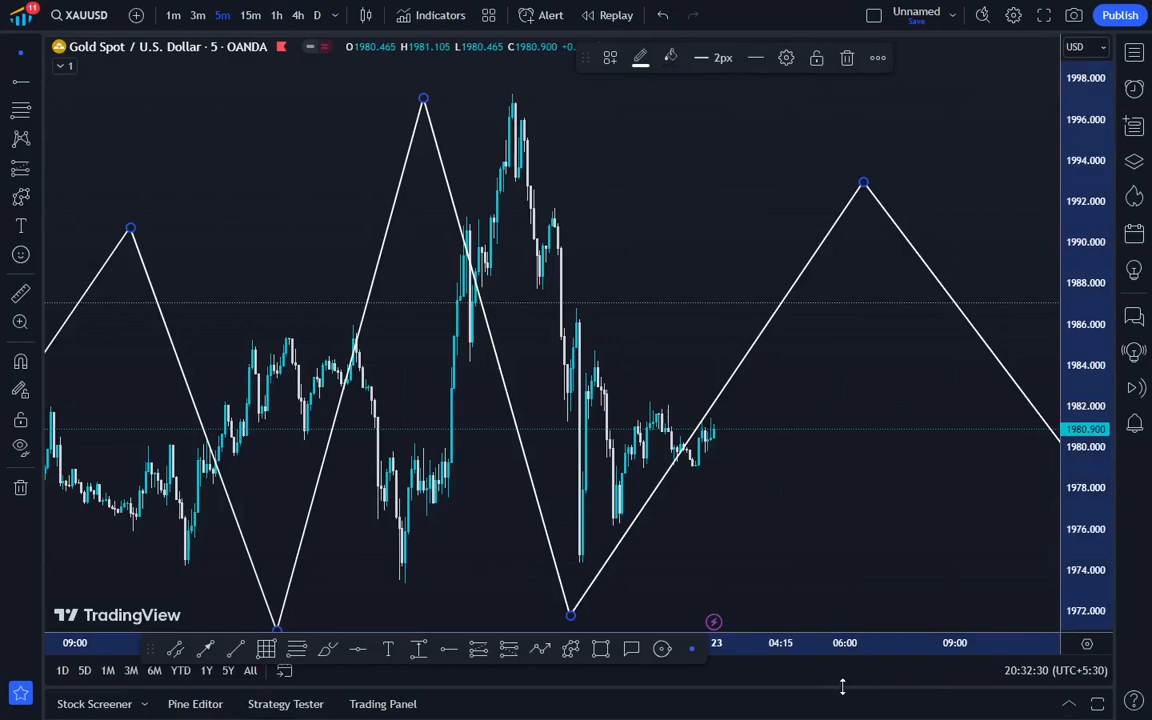 11
XAUUSD
1m 3m 5m 15m 1h 4h D
Indicators
Alert
Replay
Unnamed
Save
Publish
Gold Spot / U.S. Dollar · 5 · OANDA
O1980.465 H1981.105 L1980.465 C1980.900 +0.
2px
USD
1
1998.000
1996.000
1994.000
1992.000
1990.000
1988.000
1986.000
1984.000
1982.000
1980.900
1980.000
1978.000
1976.000
1974.000
1972.000
TradingView
09:00
23
04:15
06:00
09:00
1D 5D 1M 3M 6M YTD 1Y 5Y All
20:32:30 (UTC+5:30)
Stock Screener
Pine Editor
Strategy Tester
Trading Panel